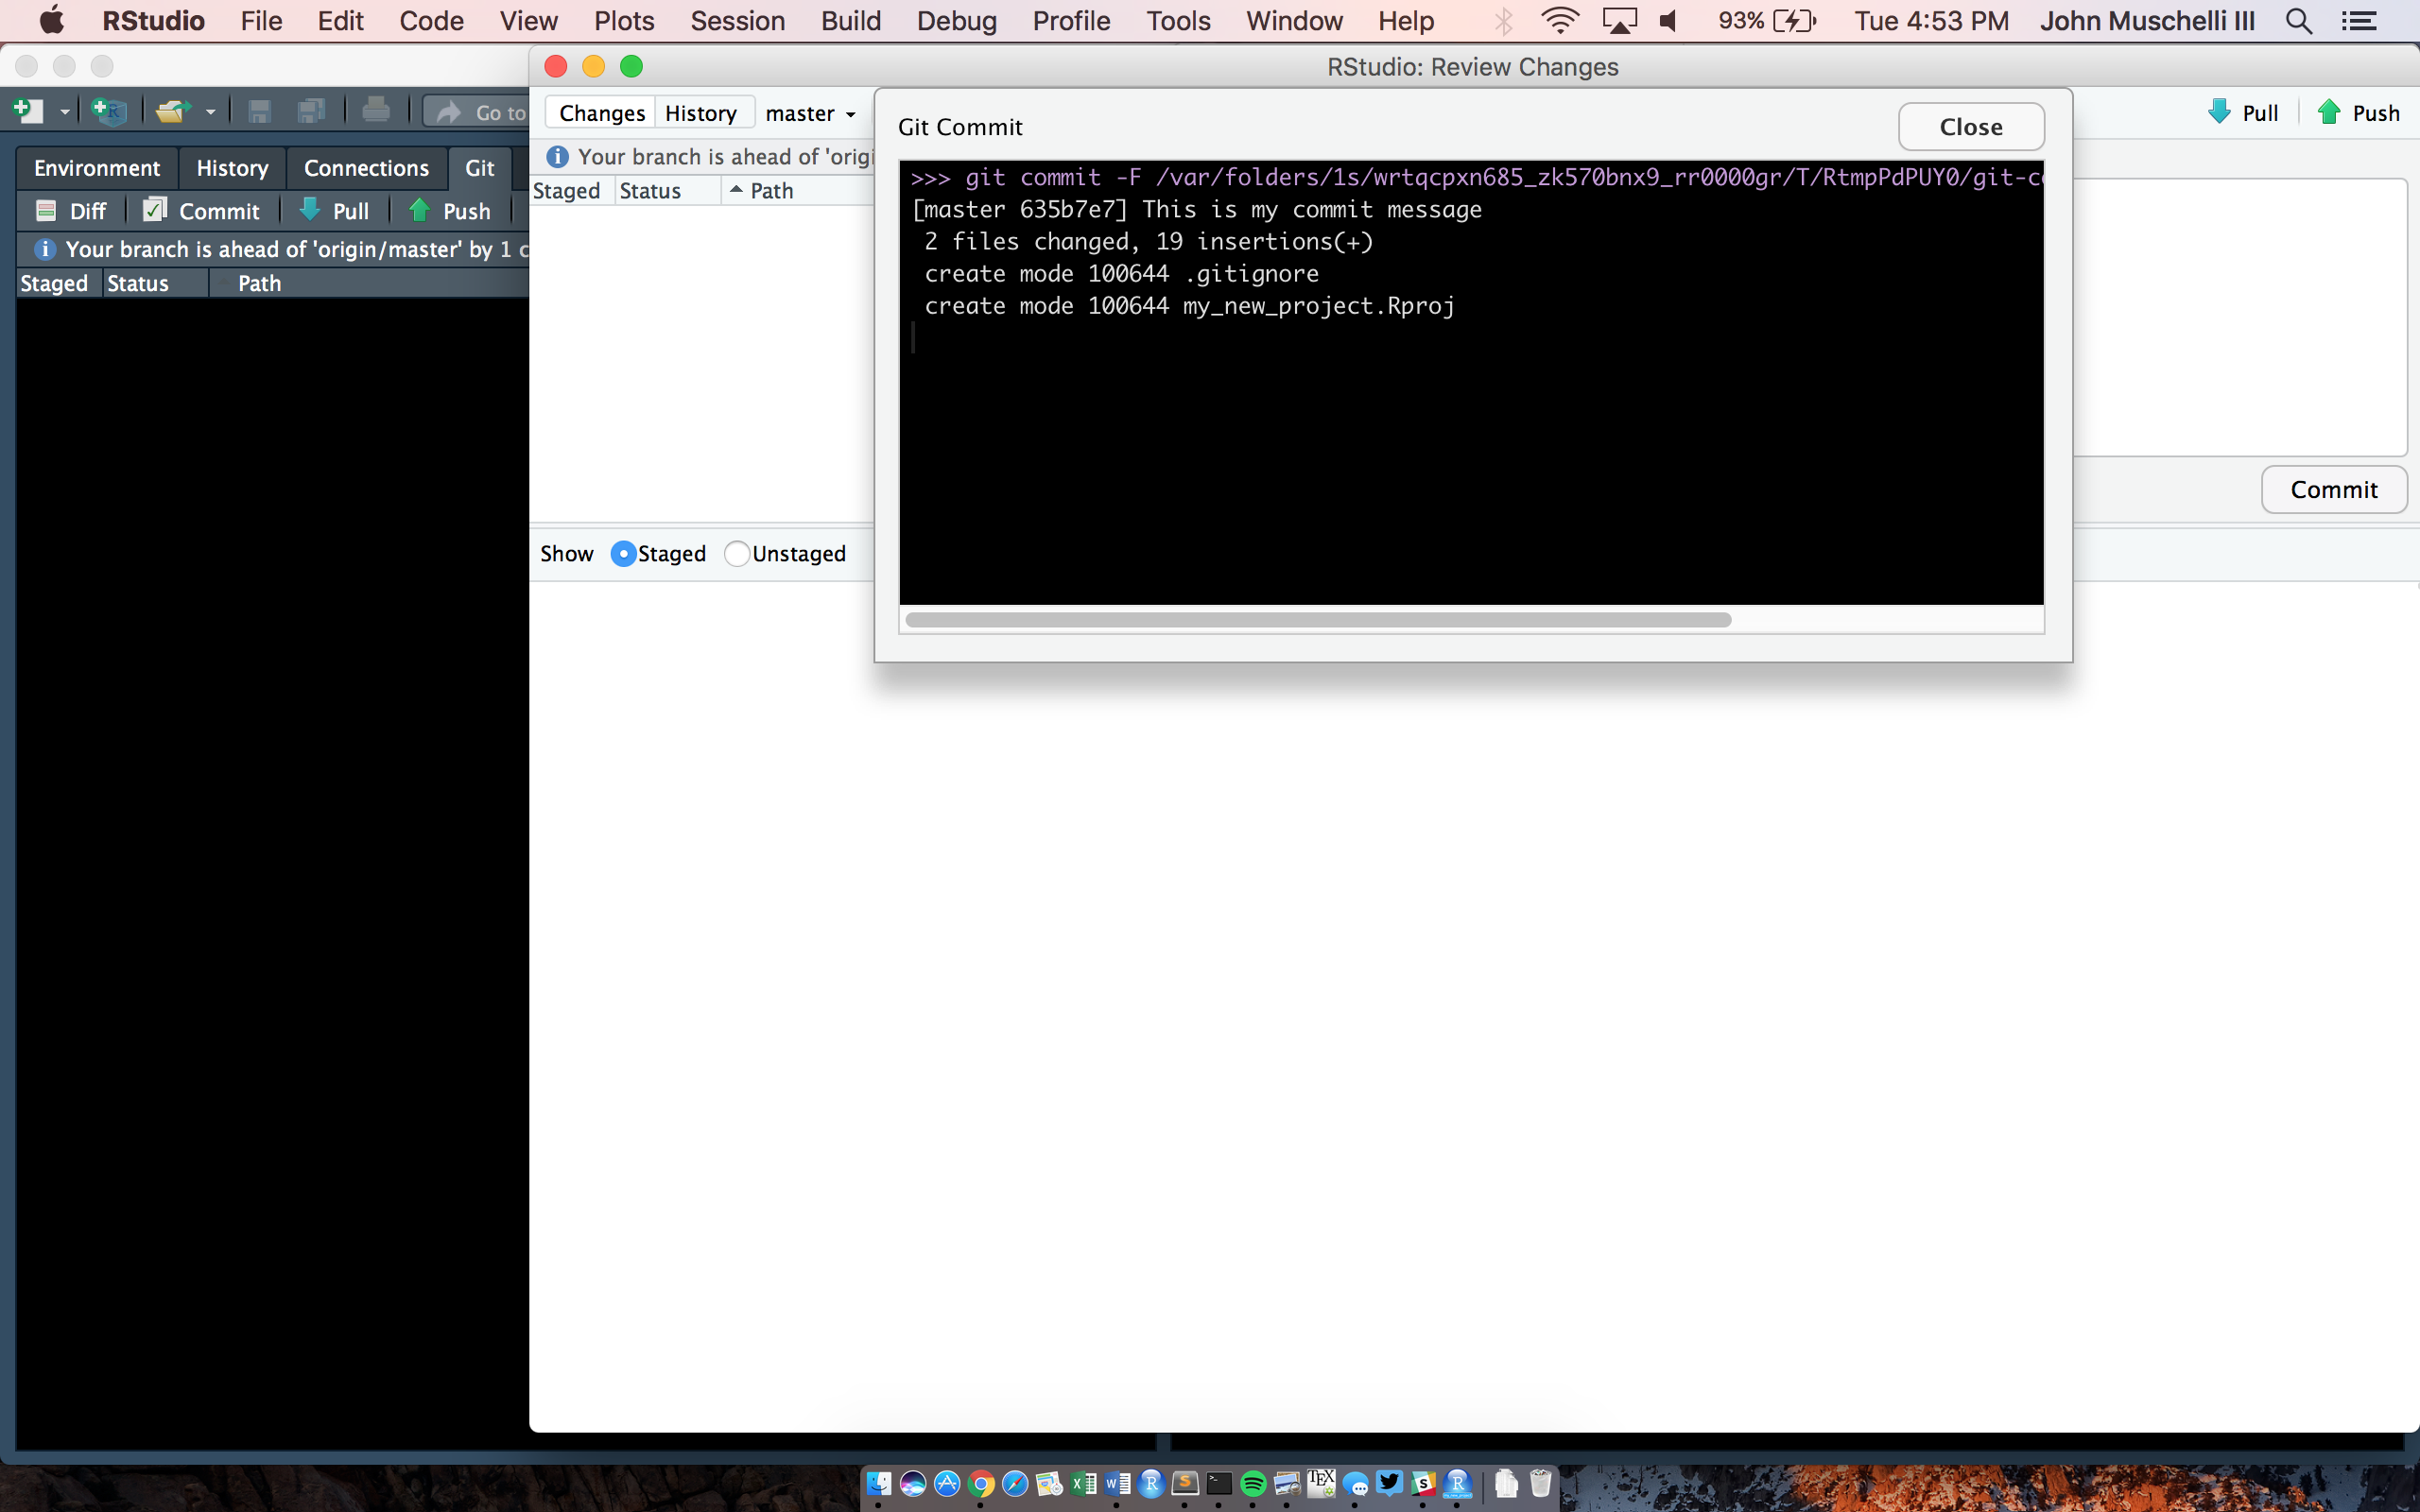 RStudio File Edit Code View Plots Session Build Debug Profile Tools Window Help 93% Tue 4:53 PM John Muschelli III
RStudio: Review Changes
Go to
Changes History master
Pull Push
Your branch is ahead of 'origi
Staged Status Path
Environment History Connections Git
Diff Commit Pull Push
Your branch is ahead of 'origin/master' by 1 c
Staged Status Path
Git Commit
Close
>>> git commit -F /var/folders/1s/wrtqcpxn685_zk570bnx9_rr0000gr/T/RtmpPdPUY0/git-c
[master 635b7e7] This is my commit message
2 files changed, 19 insertions(+)
create mode 100644 .gitignore
create mode 100644 my_new_project.Rproj
Commit
Show Staged Unstaged